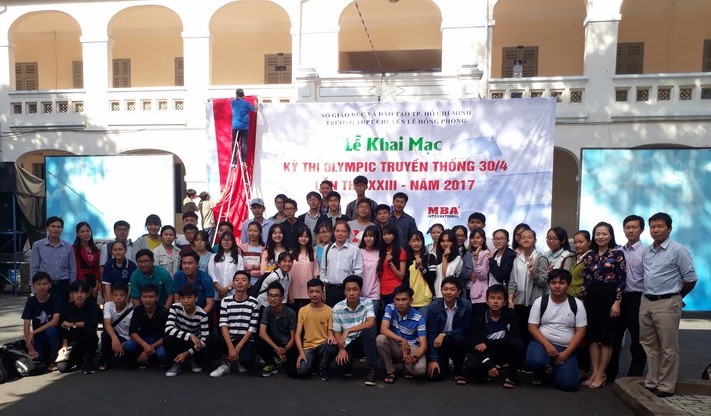 SỞ GIÁO DỤC VÀ ĐÀO TẠO TP. HỒ CHÍ MINH
TRƯỜNG THPT CHUYÊN LÊ HỒNG PHONG
Lễ Khai Mạc
KỲ THI OLYMPIC TRUYỀN THỐNG 30/4
LẦN THỨ XXIII - NĂM 2017
MBA
INTERNATIONAL